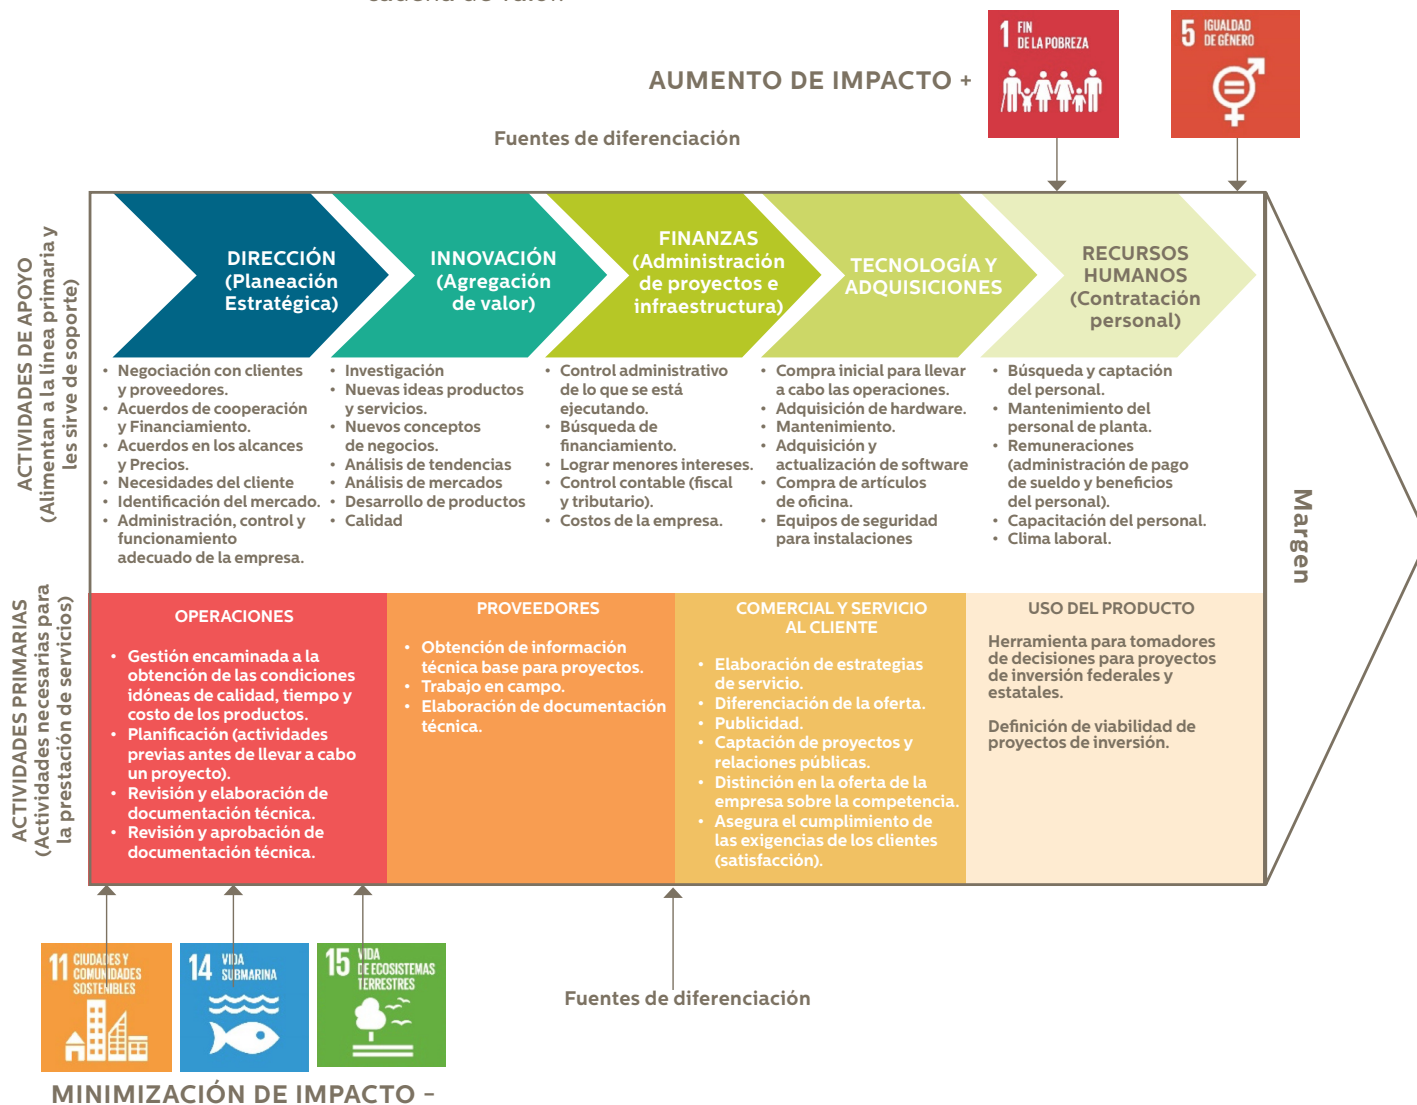 cadena de valor.
1 FIN
DE LA POBREZA
5 IGUALDAD
DE GÉNERO
AUMENTO DE IMPACTO +
Fuentes de diferenciación
ACTIVIDADES DE APOYO
(Alimentan a la línea primaria y
les sirve de soporte)
DIRECCIÓN
(Planeación
Estratégica)
INNOVACIÓN
(Agregación
de valor)
FINANZAS
(Administración
de proyectos e
infraestructura)
TECNOLOGÍA Y
ADQUISICIONES
RECURSOS
HUMANOS
(Contratación
personal)
• Negociación con clientes
y proveedores.
• Acuerdos de cooperación
y Financiamiento.
• Acuerdos en los alcances
y Precios.
• Necesidades del cliente
• Identificación del mercado.
• Administración, control y
funcionamiento
adecuado de la empresa.
• Investigación
• Nuevas ideas productos
y servicios.
• Nuevos conceptos
de negocios.
• Análisis de tendencias
• Análisis de mercados
• Desarrollo de productos
• Calidad
• Control administrativo
de lo que se está
ejecutando.
• Búsqueda de
financiamiento.
• Lograr menores intereses.
• Control contable (fiscal
y tributario).
• Costos de la empresa.
• Compra inicial para llevar
a cabo las operaciones.
• Adquisición de hardware.
• Mantenimiento.
• Adquisición y
actualización de software
• Compra de artículos
de oficina.
• Equipos de seguridad
para instalaciones
• Búsqueda y captación
del personal.
• Mantenimiento del
personal de planta.
• Remuneraciones
(administración de pago
de sueldo y beneficios
del personal).
• Capacitación del personal.
• Clima laboral.
Margen
ACTIVIDADES PRIMARIAS
(Actividades necesarias para
la prestación de servicios)
OPERACIONES
• Gestión encaminada a la
obtención de las condiciones
idóneas de calidad, tiempo y
costo de los productos.
• Planificación (actividades
previas antes de llevar a cabo
un proyecto).
• Revisión y elaboración de
documentación técnica.
• Revisión y aprobación de
documentación técnica.
PROVEEDORES
• Obtención de información
técnica base para proyectos.
• Trabajo en campo.
• Elaboración de documentación
técnica.
COMERCIAL Y SERVICIO
AL CLIENTE
• Elaboración de estrategias
de servicio.
• Diferenciación de la oferta.
• Publicidad.
• Captación de proyectos y
relaciones públicas.
• Distinción en la oferta de la
empresa sobre la competencia.
• Asegura el cumplimiento de
las exigencias de los clientes
(satisfacción).
USO DEL PRODUCTO
Herramienta para tomadores
de decisiones para proyectos
de inversión federales y
estatales.
Definición de viabilidad de
proyectos de inversión.
11 CIUDADES Y
COMUNIDADES
SOSTENIBLES
14 VIDA
SUBMARINA
15 VIDA
DE ECOSISTEMAS
TERRESTRES
Fuentes de diferenciación
MINIMIZACIÓN DE IMPACTO -